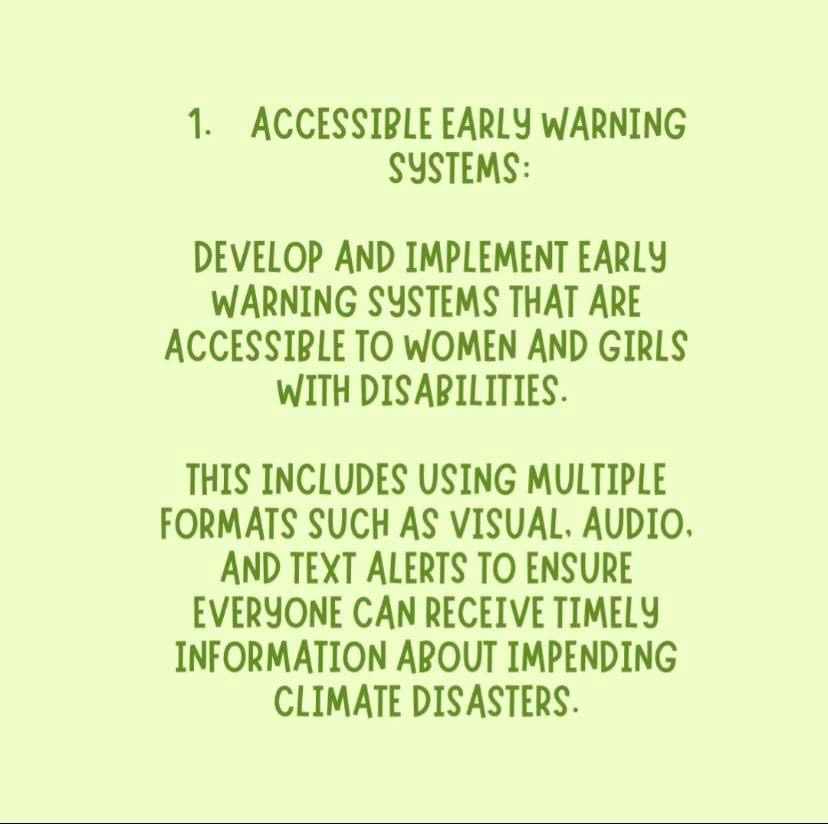 1. ACCESSIBLE EARLY WARNING
SYSTEMS:
DEVELOP AND IMPLEMENT EARLY
WARNING SYSTEMS THAT ARE
ACCESSIBLE TO WOMEN AND GIRLS
WITH DISABILITIES.
THIS INCLUDES USING MULTIPLE
FORMATS SUCH AS VISUAL, AUDIO,
AND TEXT ALERTS TO ENSURE
EVERYONE CAN RECEIVE TIMELY
INFORMATION ABOUT IMPENDING
CLIMATE DISASTERS.